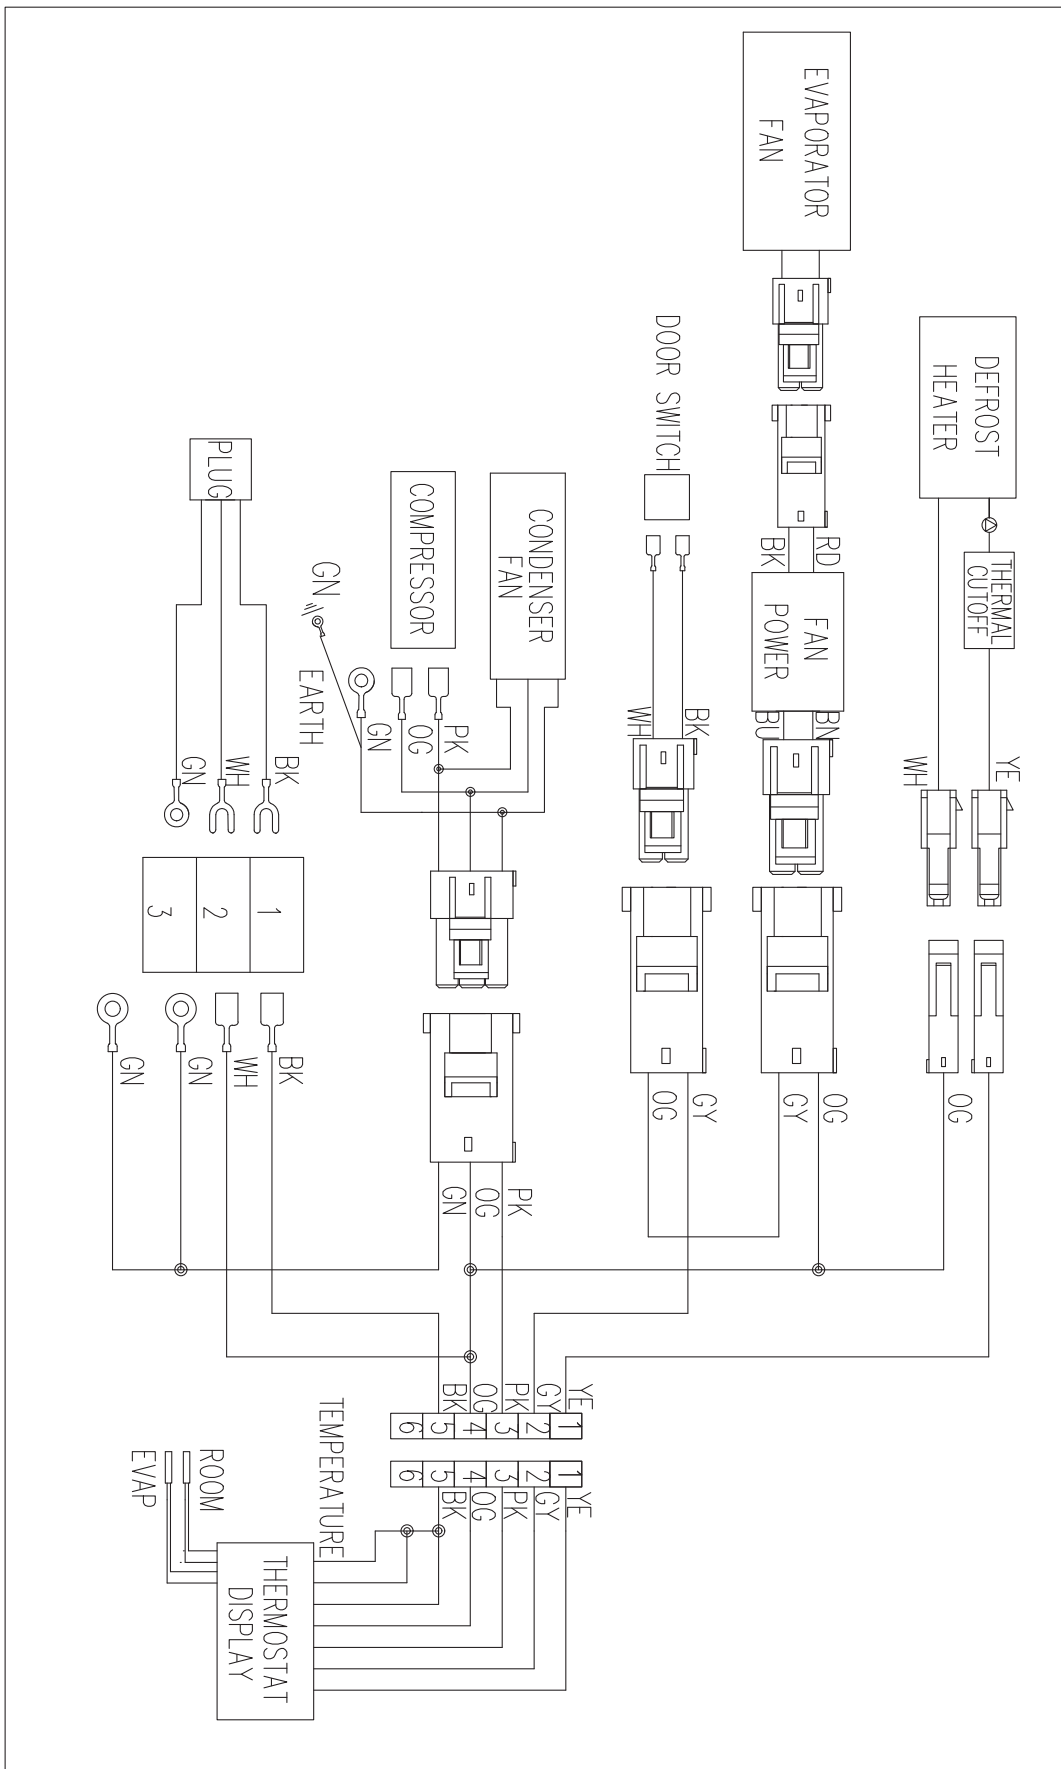 DEFROST
HEATER
THERMAL
CUTOFF
YE
WH
OG
EVAPORATOR
FAN
RD
BK
FAN
POWER
BN
BU
OG
GY
DOOR SWITCH
BK
WH
GY
OG
CONDENSER
FAN
COMPRESSOR
PK
OG
GN
GN
EARTH
PK
OG
GN
PLUG
BK
WH
GN
1
2
3
BK
WH
GN
GN
YE
GY
PK
OG
BK
1
2
3
4
5
6
1
2
3
4
5
6
YE
GY
PK
OG
BK
TEMPERATURE
ROOM
EVAP
THERMOSTAT
DISPLAY